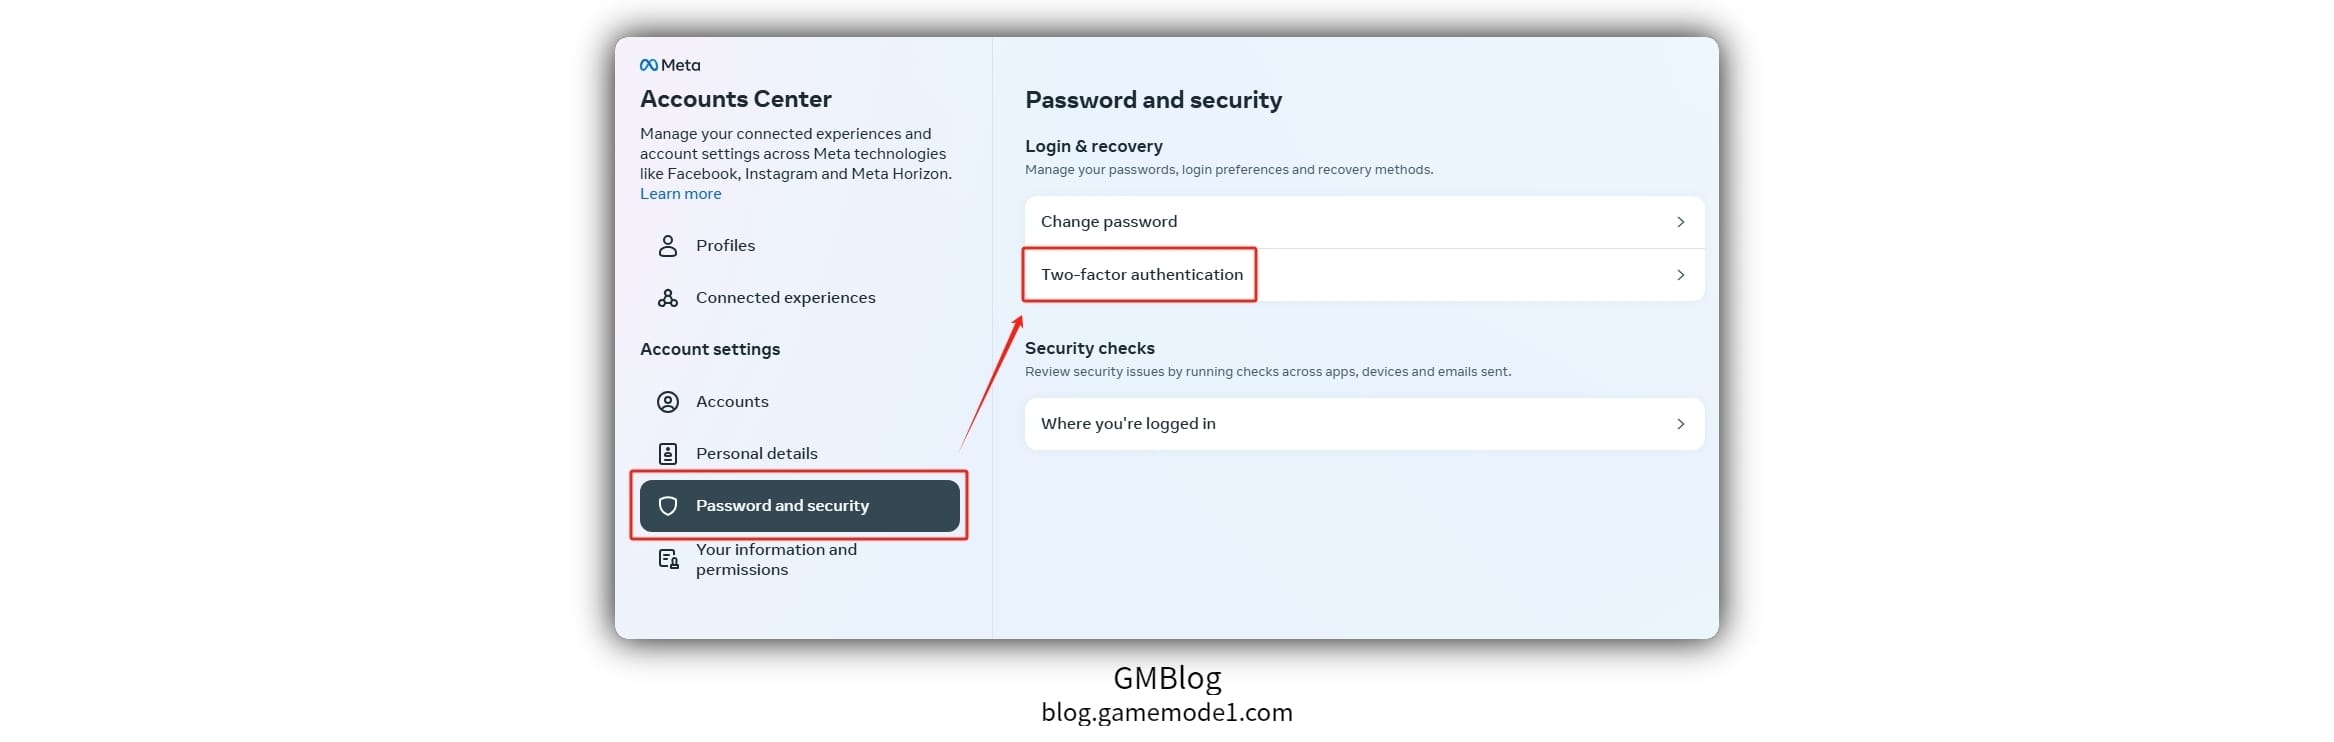 Meta
Accounts Center
Manage your connected experiences and
account settings across Meta technologies
like Facebook, Instagram and Meta Horizon.
Learn more
Profiles
Connected experiences
Account settings
Accounts
Personal details
Password and security
Your information and
permissions
Password and security
Login & recovery
Manage your passwords, login preferences and recovery methods.
Change password
Two-factor authentication
Security checks
Review security issues by running checks across apps, devices and emails sent.
Where you're logged in
GMBlog
blog.gamemode1.com